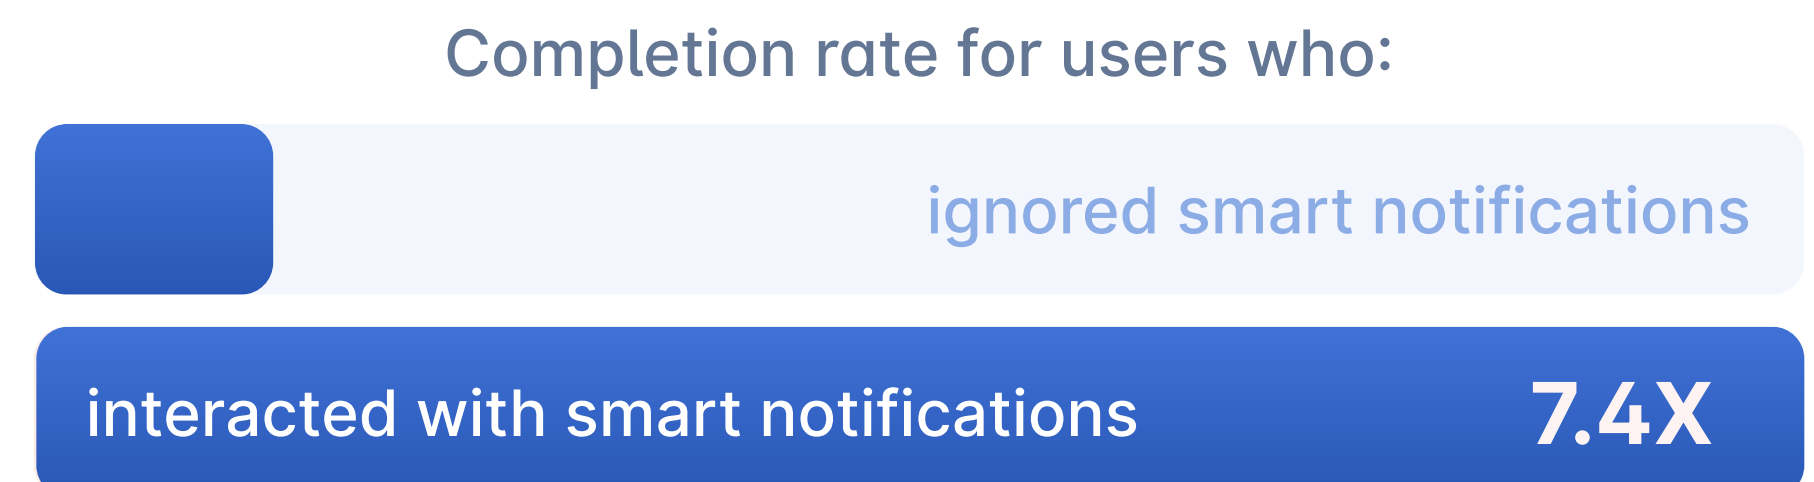 Completion rate for users who:
ignored smart notifications
interacted with smart notifications 7.4X